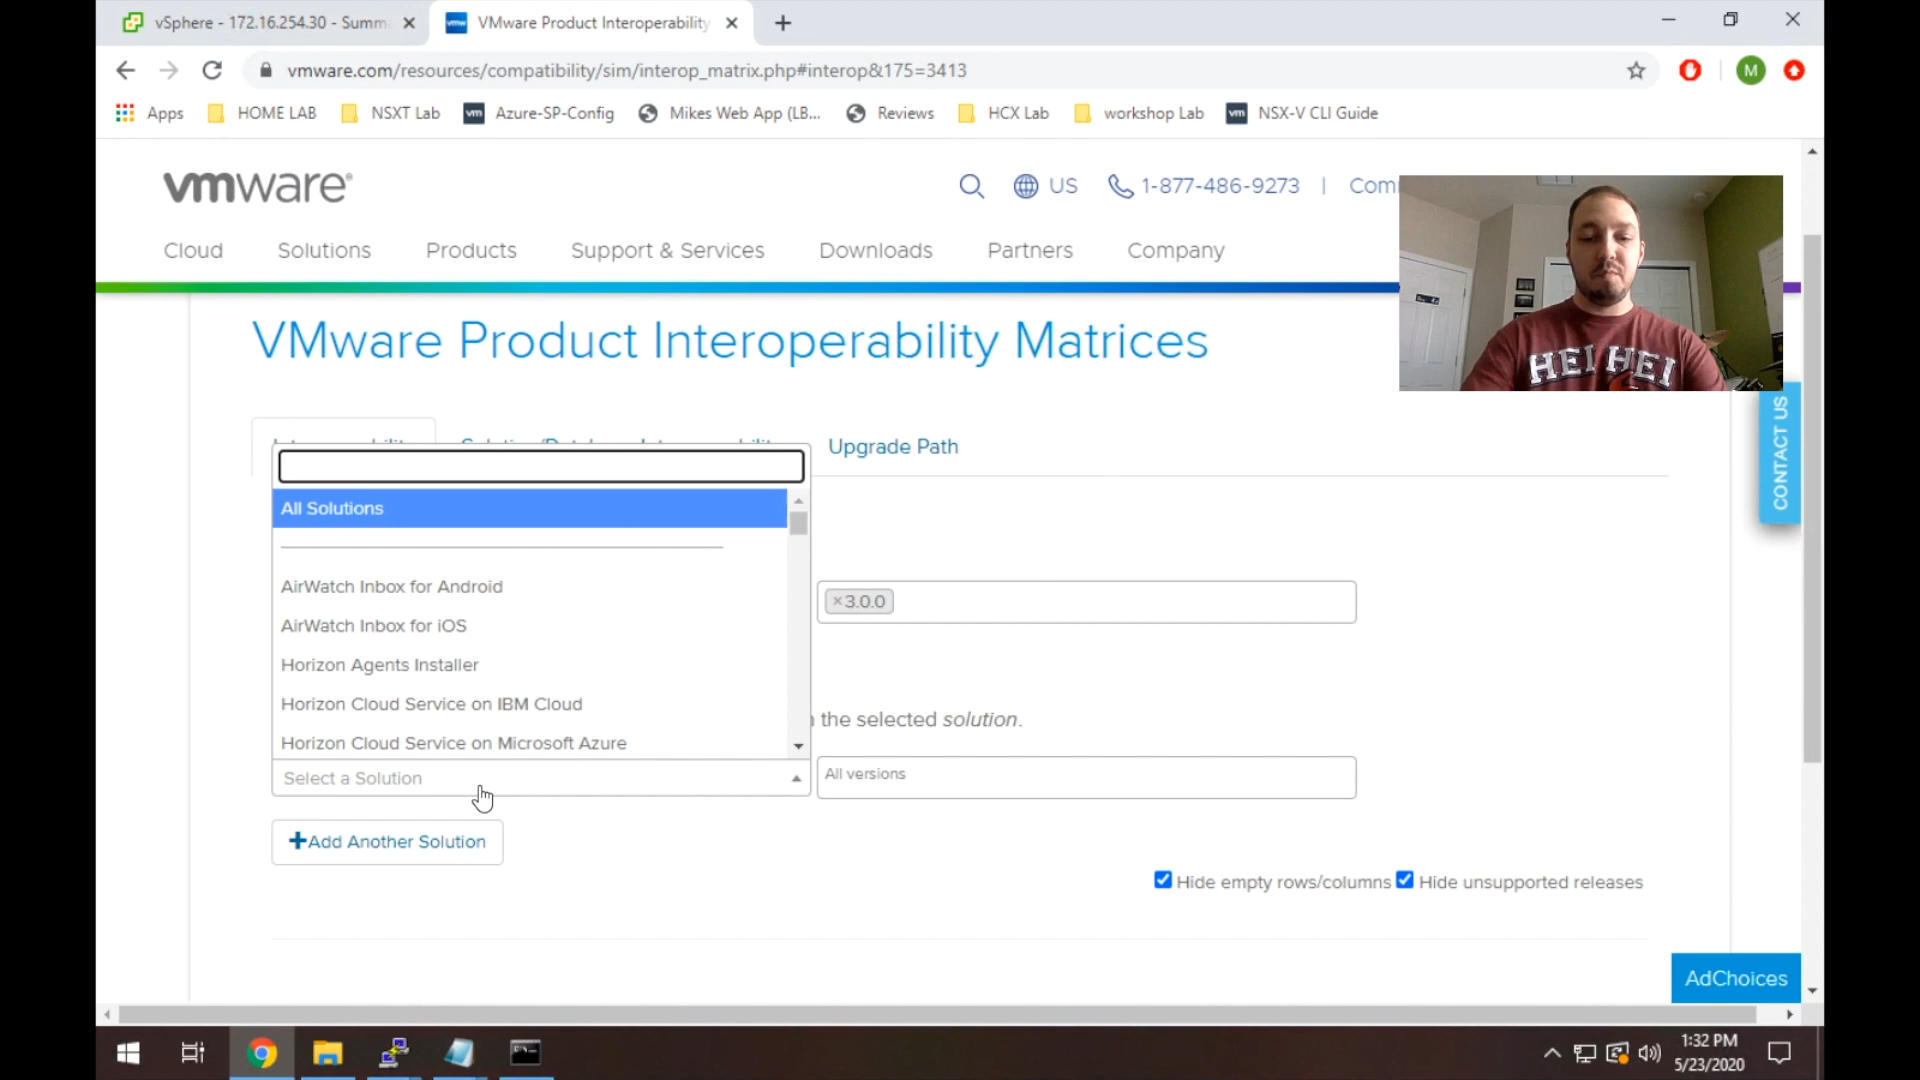 vSphere - 172.16.254.30 - Summ
VMware Product Interoperability
vmware.com/resources/compatibility/sim/interop_matrix.php#interop&175=3413
M
Apps
HOME LAB
NSXT Lab
vm
Azure-SP-Config
Mikes Web App (LB...
Reviews
HCX Lab
workshop Lab
vm
NSX-V CLI Guide
vmware®
US
1-877-486-9273
|
Com
Cloud
Solutions
Products
Support & Services
Downloads
Partners
Company
HEI HEI
VMware Product Interoperability Matrices
Upgrade Path
CONTACT US
All Solutions
AirWatch Inbox for Android
AirWatch Inbox for iOS
×3.0.0
Horizon Agents Installer
Horizon Cloud Service on IBM Cloud
the selected solution.
Horizon Cloud Service on Microsoft Azure
Select a Solution
All versions
+Add Another Solution
Hide empty rows/columns
Hide unsupported releases
AdChoices
1:32 PM
5/23/2020